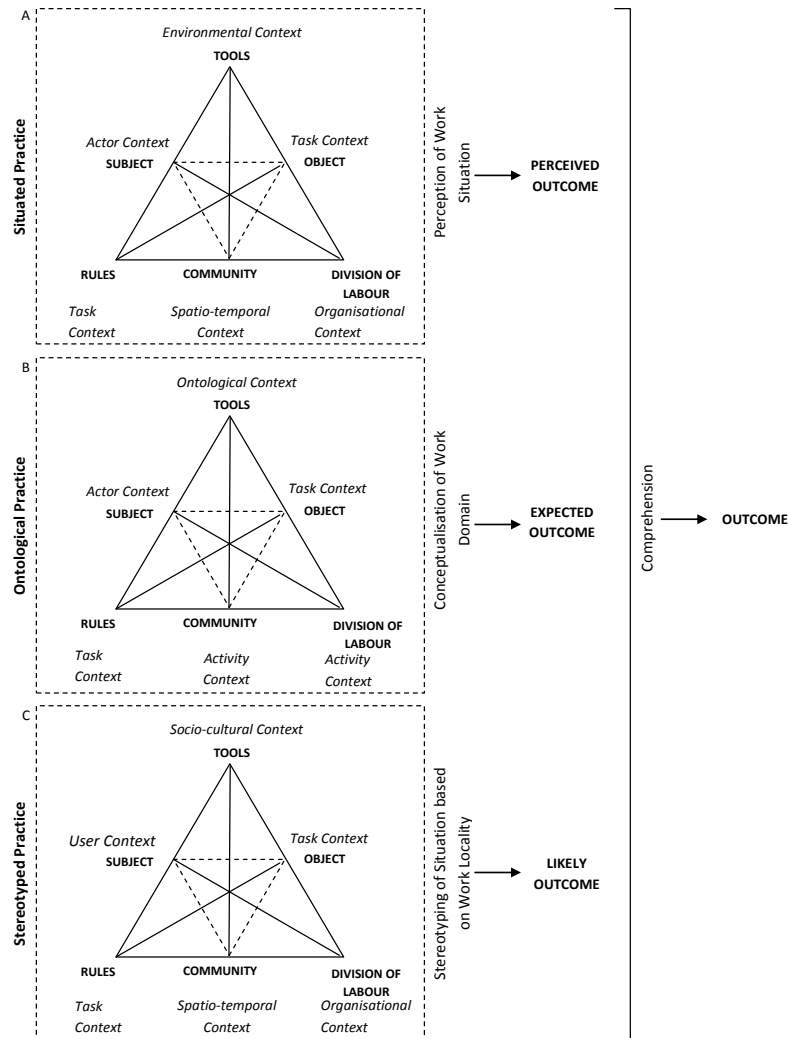 A
Environmental Context
TOOLS
Situated Practice
Actor Context
SUBJECT
Task Context
OBJECT
RULES
COMMUNITY
DIVISION OF
LABOUR
Task
Context
Spatio-temporal
Context
Organisational
Context
Perception of Work
Situation
PERCEIVED
OUTCOME
B
Ontological Context
TOOLS
Ontological Practice
Actor Context
SUBJECT
Task Context
OBJECT
RULES
COMMUNITY
DIVISION OF
LABOUR
Task
Context
Activity
Context
Activity
Context
Conceptualisation of Work
Domain
EXPECTED
OUTCOME
Comprehension
OUTCOME
C
Socio-cultural Context
TOOLS
Stereotyped Practice
User Context
SUBJECT
Task Context
OBJECT
RULES
COMMUNITY
DIVISION OF
LABOUR
Task
Context
Spatio-temporal
Context
Organisational
Context
Stereotyping of Situation based
on Work Locality
LIKELY
OUTCOME